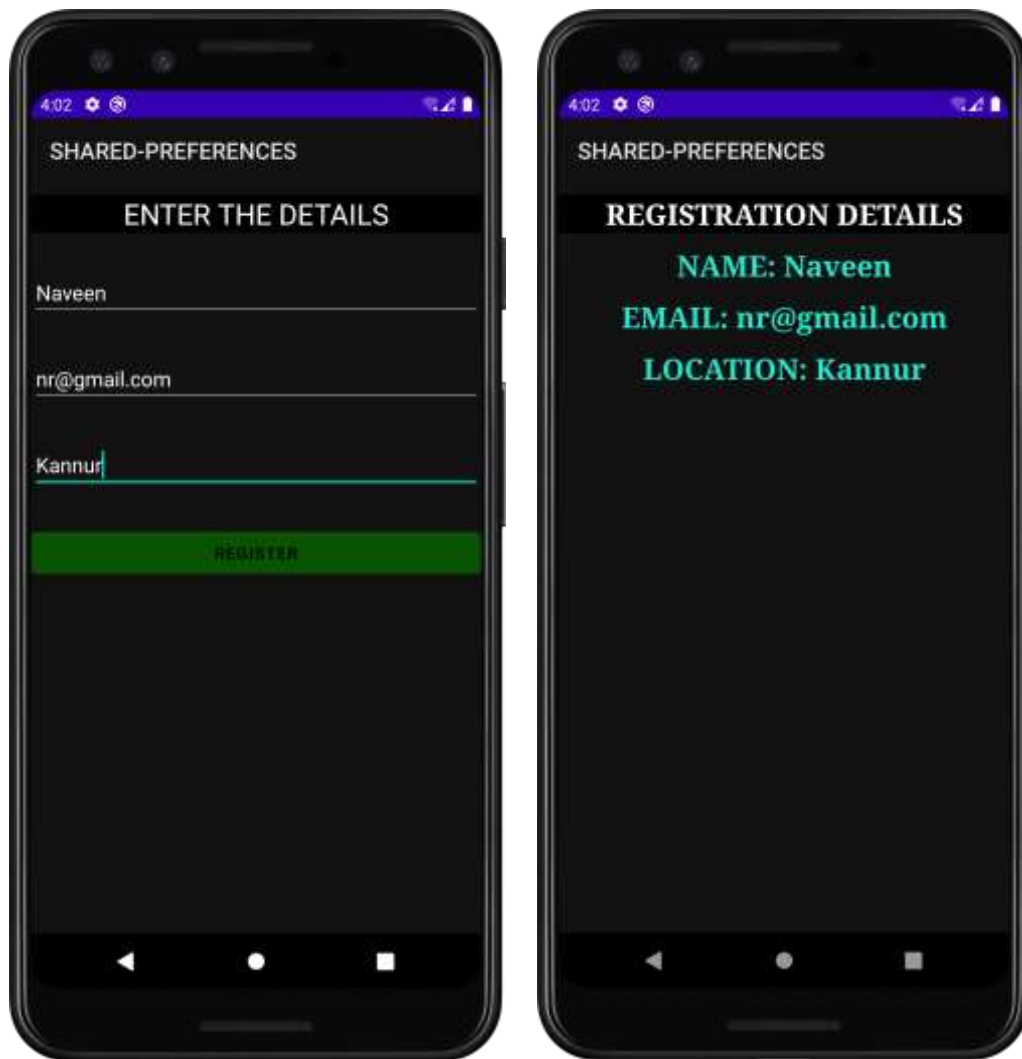 4:02
SHARED-PREFERENCES
ENTER THE DETAILS
Naveen
nr@gmail.com
Kannur
REGISTER
4:02
SHARED-PREFERENCES
REGISTRATION DETAILS
NAME: Naveen
EMAIL: nr@gmail.com
LOCATION: Kannur